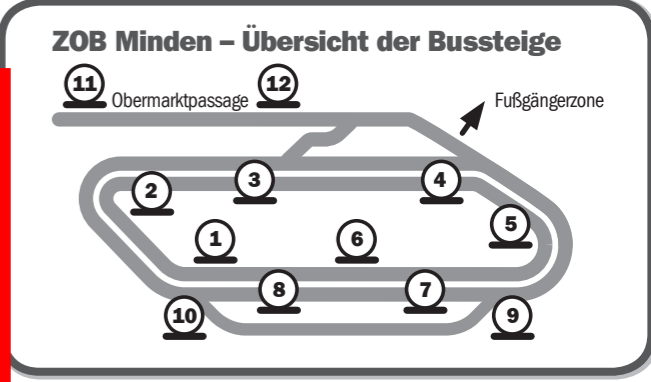 ZOB Minden – Übersicht der Bussteige
11 12
Obermarktpassage
Fußgängerzone
2 3 4
5
1 6
8 7
10 9